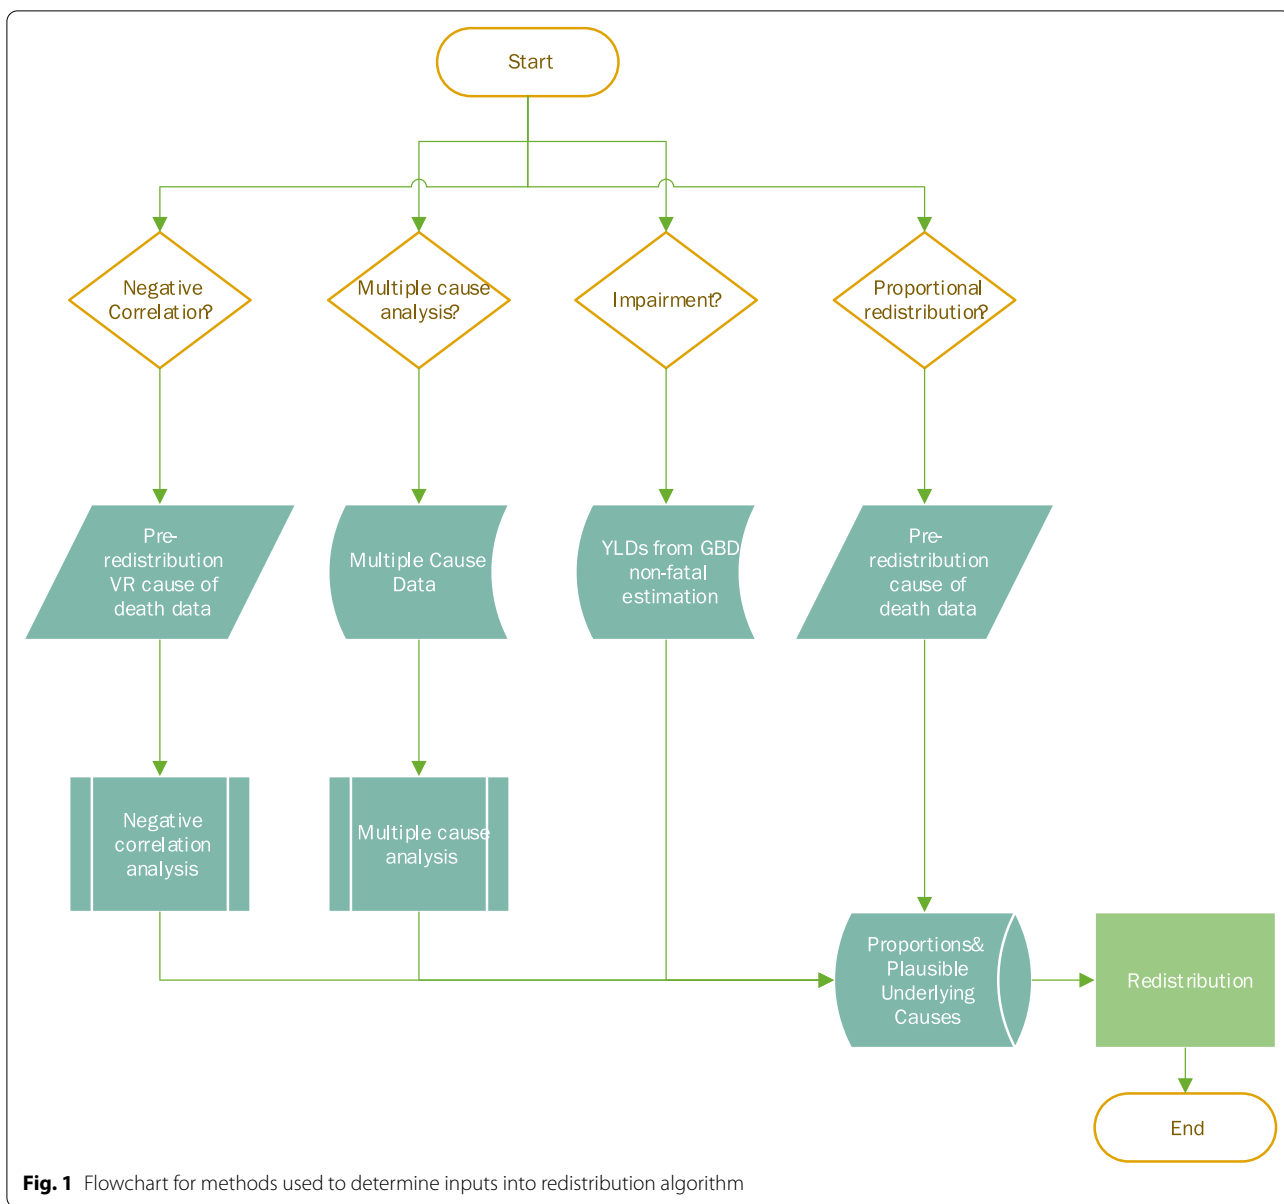 Start
Negative
Correlation?
Multiple cause
analysis?
Impairment?
Proportional
redistribution?
Pre-
redistribution
VR cause of
death data
Multiple Cause
Data
YLDs from GBD
non-fatal
estimation
Pre-
redistribution
cause of
death data
Negative
correlation
analysis
Multiple cause
analysis
Proportions&
Plausible
Underlying
Causes
Redistribution
End
Fig. 1 Flowchart for methods used to determine inputs into redistribution algorithm